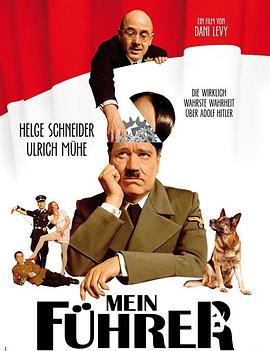 EIN FILM VON
DANI LEVY
HELGE SCHNEIDER
ULRICH MÜHE
DIE WIRKLICH
WAHRSTE WAHRHEIT
ÜBER ADOLF HITLER
MEIN
FÜHRER